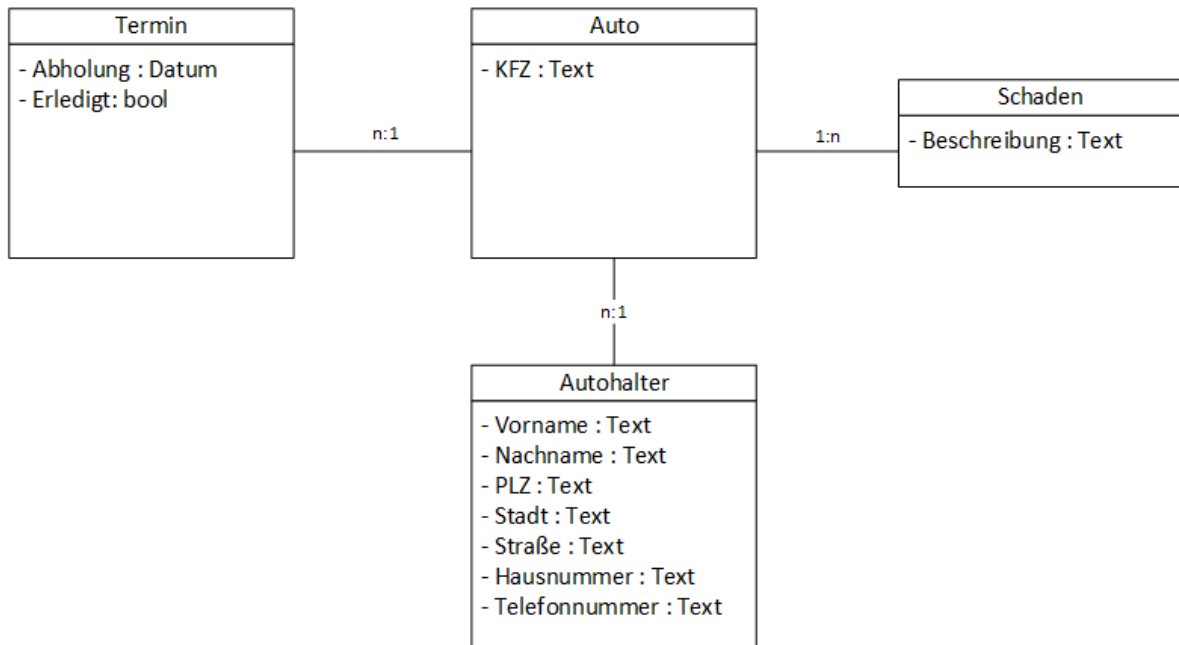 Termin
- Abholung : Datum
- Erledigt: bool
n:1
Auto
- KFZ : Text
1:n
Schaden
- Beschreibung : Text
n:1
Autohalter
- Vorname : Text
- Nachname : Text
- PLZ : Text
- Stadt : Text
- Straße : Text
- Hausnummer : Text
- Telefonnummer : Text